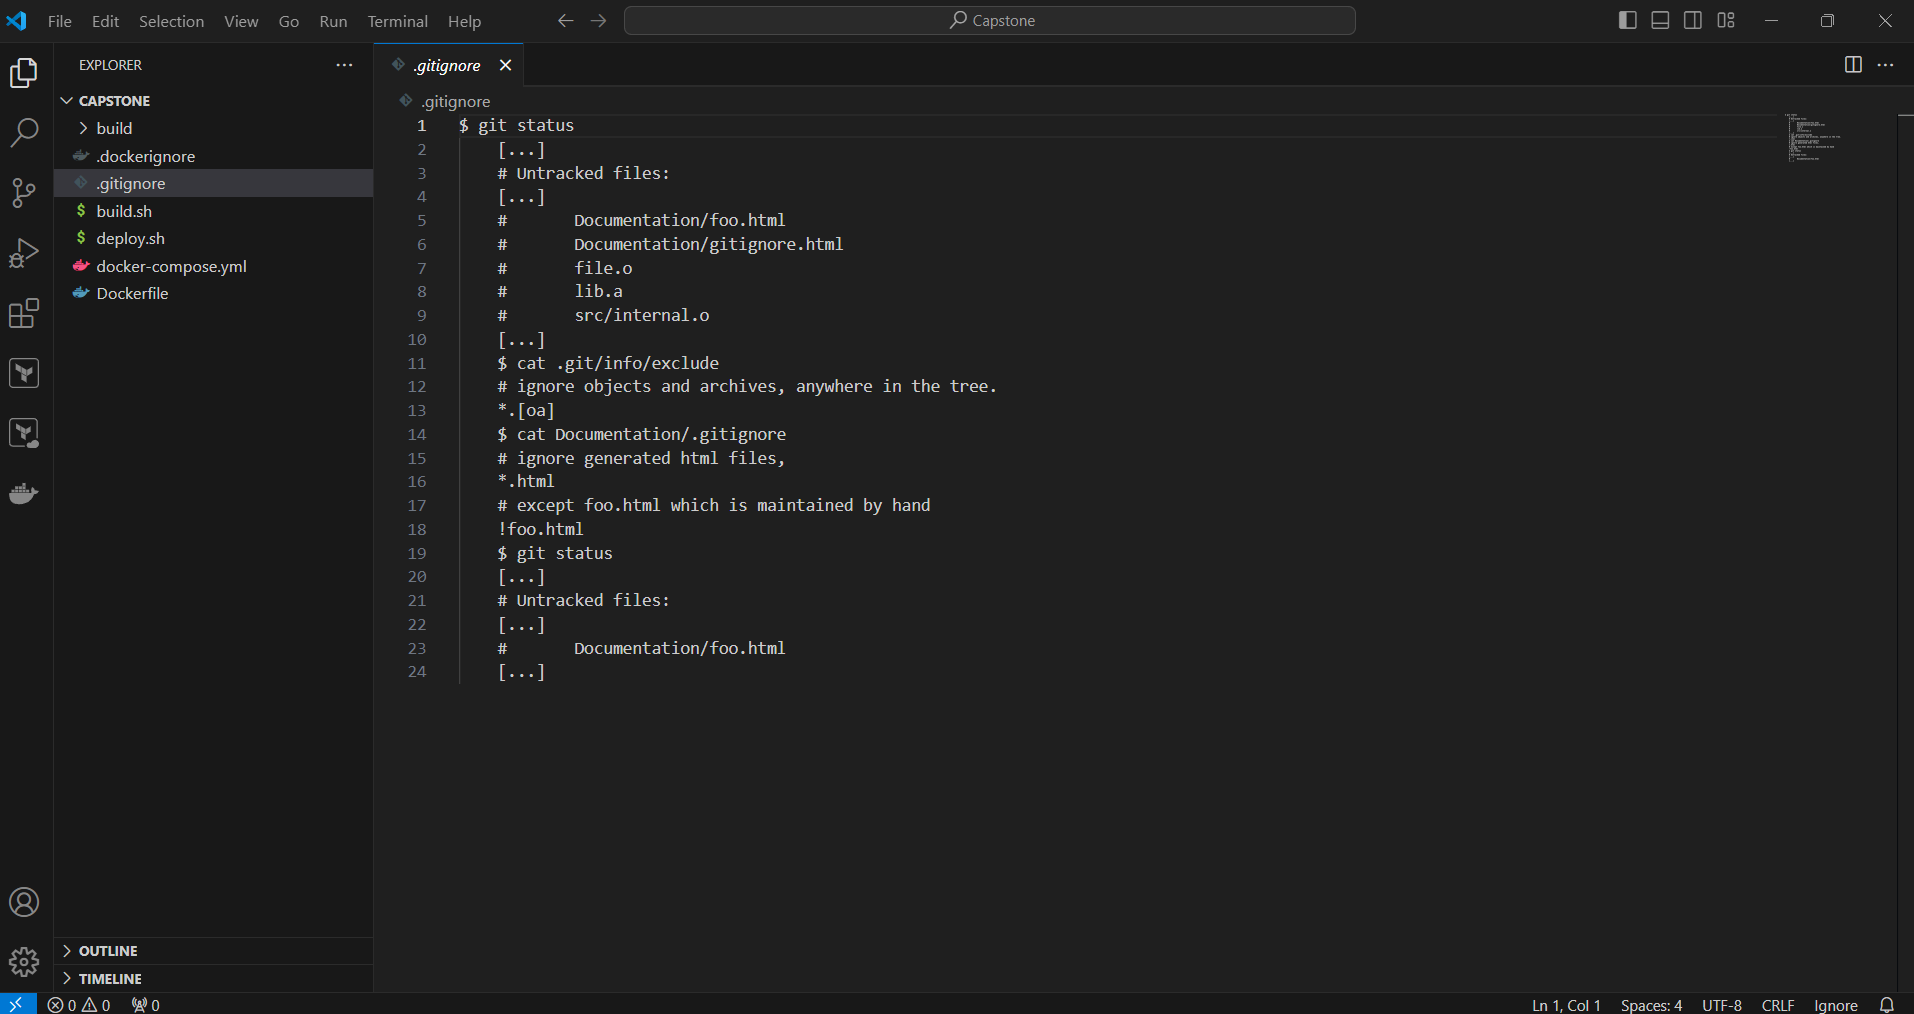 File Edit Selection View Go Run Terminal Help
Capstone
EXPLORER
CAPSTONE
build
.dockerignore
.gitignore
build.sh
deploy.sh
docker-compose.yml
Dockerfile
OUTLINE
TIMELINE
.gitignore
.gitignore
1 $ git status
2 [...]
3 # Untracked files:
4 [...]
5 # Documentation/foo.html
6 # Documentation/gitignore.html
7 # file.o
8 # lib.a
9 # src/internal.o
10 [...]
11 $ cat .git/info/exclude
12 # ignore objects and archives, anywhere in the tree.
13 *.[oa]
14 $ cat Documentation/.gitignore
15 # ignore generated html files,
16 *.html
17 # except foo.html which is maintained by hand
18 !foo.html
19 $ git status
20 [...]
21 # Untracked files:
22 [...]
23 # Documentation/foo.html
24 [...]
0 0 0
Ln 1, Col 1 Spaces: 4 UTF-8 CRLF Ignore